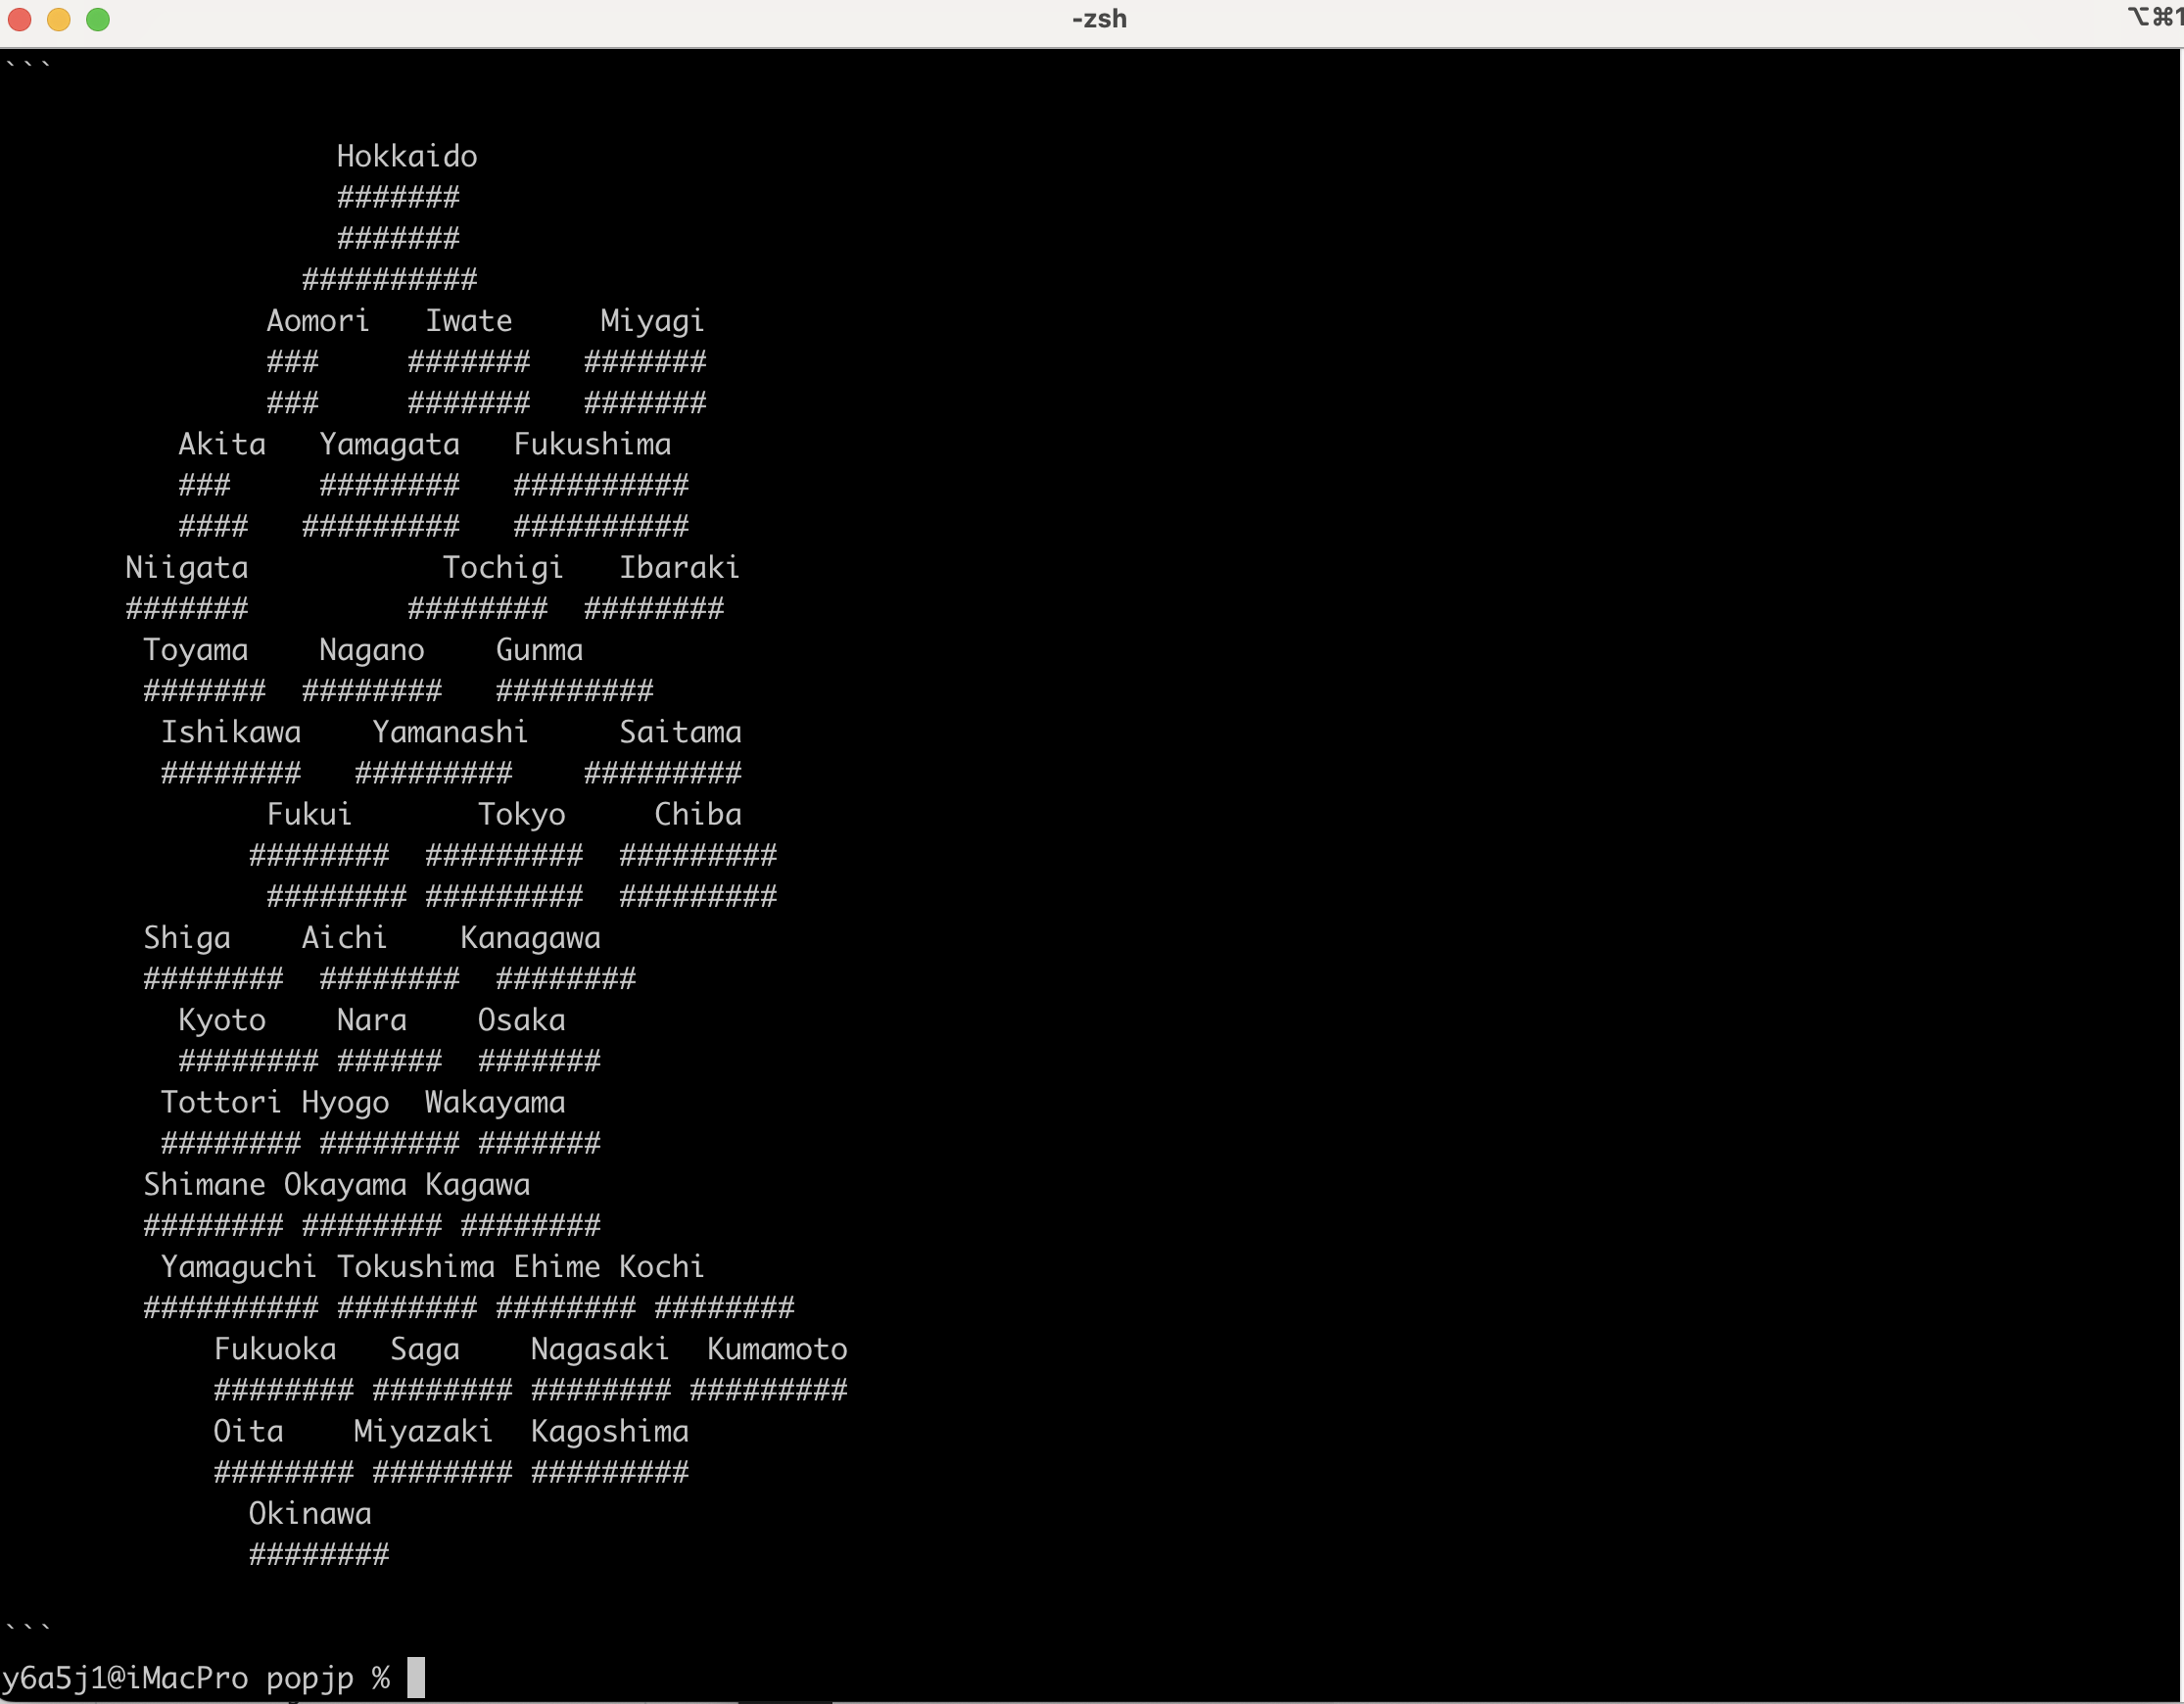 -zsh ⌥⌘1
```
Hokkaido
#######
#######
##########
Aomori   Iwate     Miyagi
###     #######   #######
###     #######   #######
Akita   Yamagata   Fukushima
###     ########   ##########
####   #########   ##########
Niigata           Tochigi   Ibaraki
#######         ########  ########
Toyama    Nagano    Gunma
#######  ########   #########
Ishikawa    Yamanashi     Saitama
########   #########    #########
Fukui       Tokyo     Chiba
########  #########  #########
######## #########  #########
Shiga    Aichi    Kanagawa
########  ########  ########
Kyoto    Nara    Osaka
######## ######  #######
Tottori Hyogo  Wakayama
######## ######## #######
Shimane Okayama Kagawa
######## ######## ########
Yamaguchi Tokushima Ehime Kochi
########## ######## ######## ########
Fukuoka   Saga    Nagasaki  Kumamoto
######## ######## ######## #########
Oita    Miyazaki  Kagoshima
######## ######## #########
Okinawa
########
```
y6a5j1@iMacPro popjp %